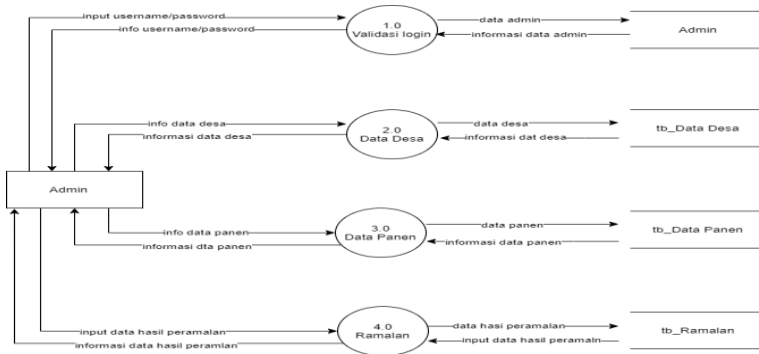 input username/password
1.0
data admin
info username/password
Validasi login
informasi data admin
Admin
info data desa
2.0
data desa
informasi data desa
Data Desa
informasi dat desa
tb_Data Desa
Admin
info data panen
3.0
data panen
informasi dta panen
Data Panen
informasi data panen
tb_Data Panen
input data hasil peramalan
4.0
data hasi peramalan
informasi data hasil peramlan
Ramalan
input data hasil peramaln
tb_Ramalan